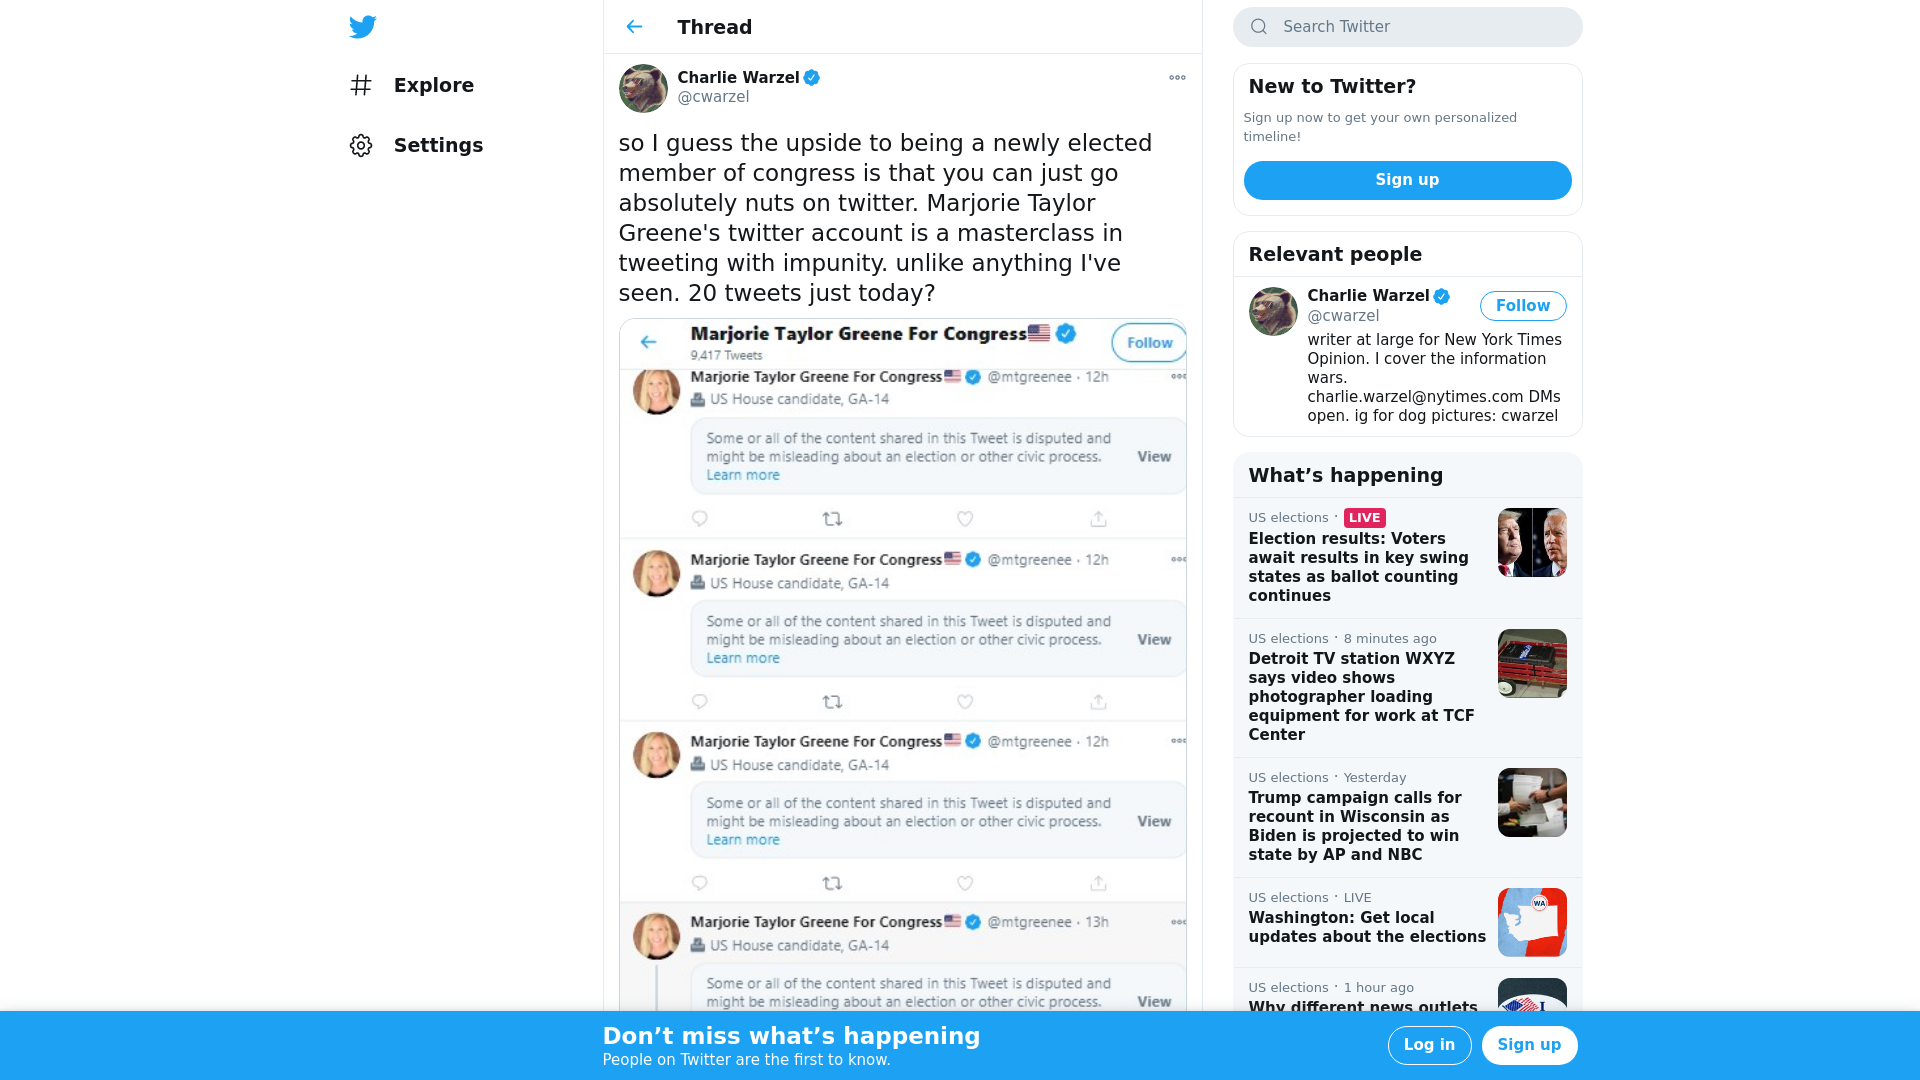 Explore
Settings
Thread
Charlie Warzel
@cwarzel
so I guess the upside to being a newly elected
member of congress is that you can just go
absolutely nuts on twitter. Marjorie Taylor
Greene's twitter account is a masterclass in
tweeting with impunity. unlike anything I've
seen. 20 tweets just today?
Marjorie Taylor Greene For Congress
9,417 Tweets
Follow
Marjorie Taylor Greene For Congress @mtgreenee · 12h
US House candidate, GA-14
Some or all of the content shared in this Tweet is disputed and
might be misleading about an election or other civic process.
Learn more
View
Marjorie Taylor Greene For Congress @mtgreenee · 12h
US House candidate, GA-14
Some or all of the content shared in this Tweet is disputed and
might be misleading about an election or other civic process.
Learn more
View
Marjorie Taylor Greene For Congress @mtgreenee · 12h
US House candidate, GA-14
Some or all of the content shared in this Tweet is disputed and
might be misleading about an election or other civic process.
Learn more
View
Marjorie Taylor Greene For Congress @mtgreenee · 13h
US House candidate, GA-14
Some or all of the content shared in this Tweet is disputed and
might be misleading about an election or other civic process.
View
Search Twitter
New to Twitter?
Sign up now to get your own personalized
timeline!
Sign up
Relevant people
Charlie Warzel
@cwarzel
Follow
writer at large for New York Times
Opinion. I cover the information
wars.
charlie.warzel@nytimes.com DMs
open. ig for dog pictures: cwarzel
What’s happening
US elections · LIVE
Election results: Voters
await results in key swing
states as ballot counting
continues
US elections · 8 minutes ago
Detroit TV station WXYZ
says video shows
photographer loading
equipment for work at TCF
Center
US elections · Yesterday
Trump campaign calls for
recount in Wisconsin as
Biden is projected to win
state by AP and NBC
US elections · LIVE
Washington: Get local
updates about the elections
WA
US elections · 1 hour ago
Why different news outlets
Don’t miss what’s happening
People on Twitter are the first to know.
Log in
Sign up